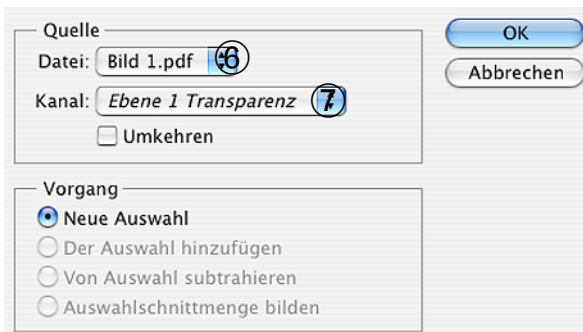 Quelle
OK
Datei: Bild 1.pdf ⑥
Abbrechen
Kanal: Ebene 1 Transparenz ⑦
Umkehren
Vorgang
Neue Auswahl
Der Auswahl hinzufügen
Von Auswahl subtrahieren
Auswahlschnittmenge bilden